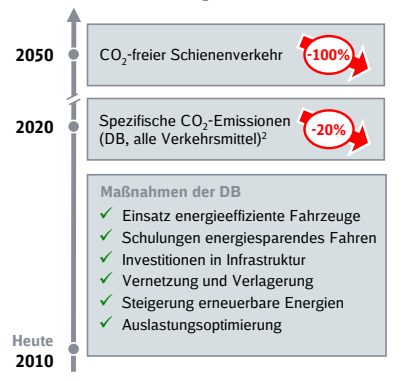 2050
CO₂-freier Schienenverkehr
-100%
2020
Spezifische CO₂-Emissionen
(DB, alle Verkehrsmittel)²
-20%
Maßnahmen der DB
✓ Einsatz energieeffiziente Fahrzeuge
✓ Schulungen energiesparendes Fahren
✓ Investitionen in Infrastruktur
✓ Vernetzung und Verlagerung
✓ Steigerung erneuerbare Energien
✓ Auslastungsoptimierung
Heute
2010